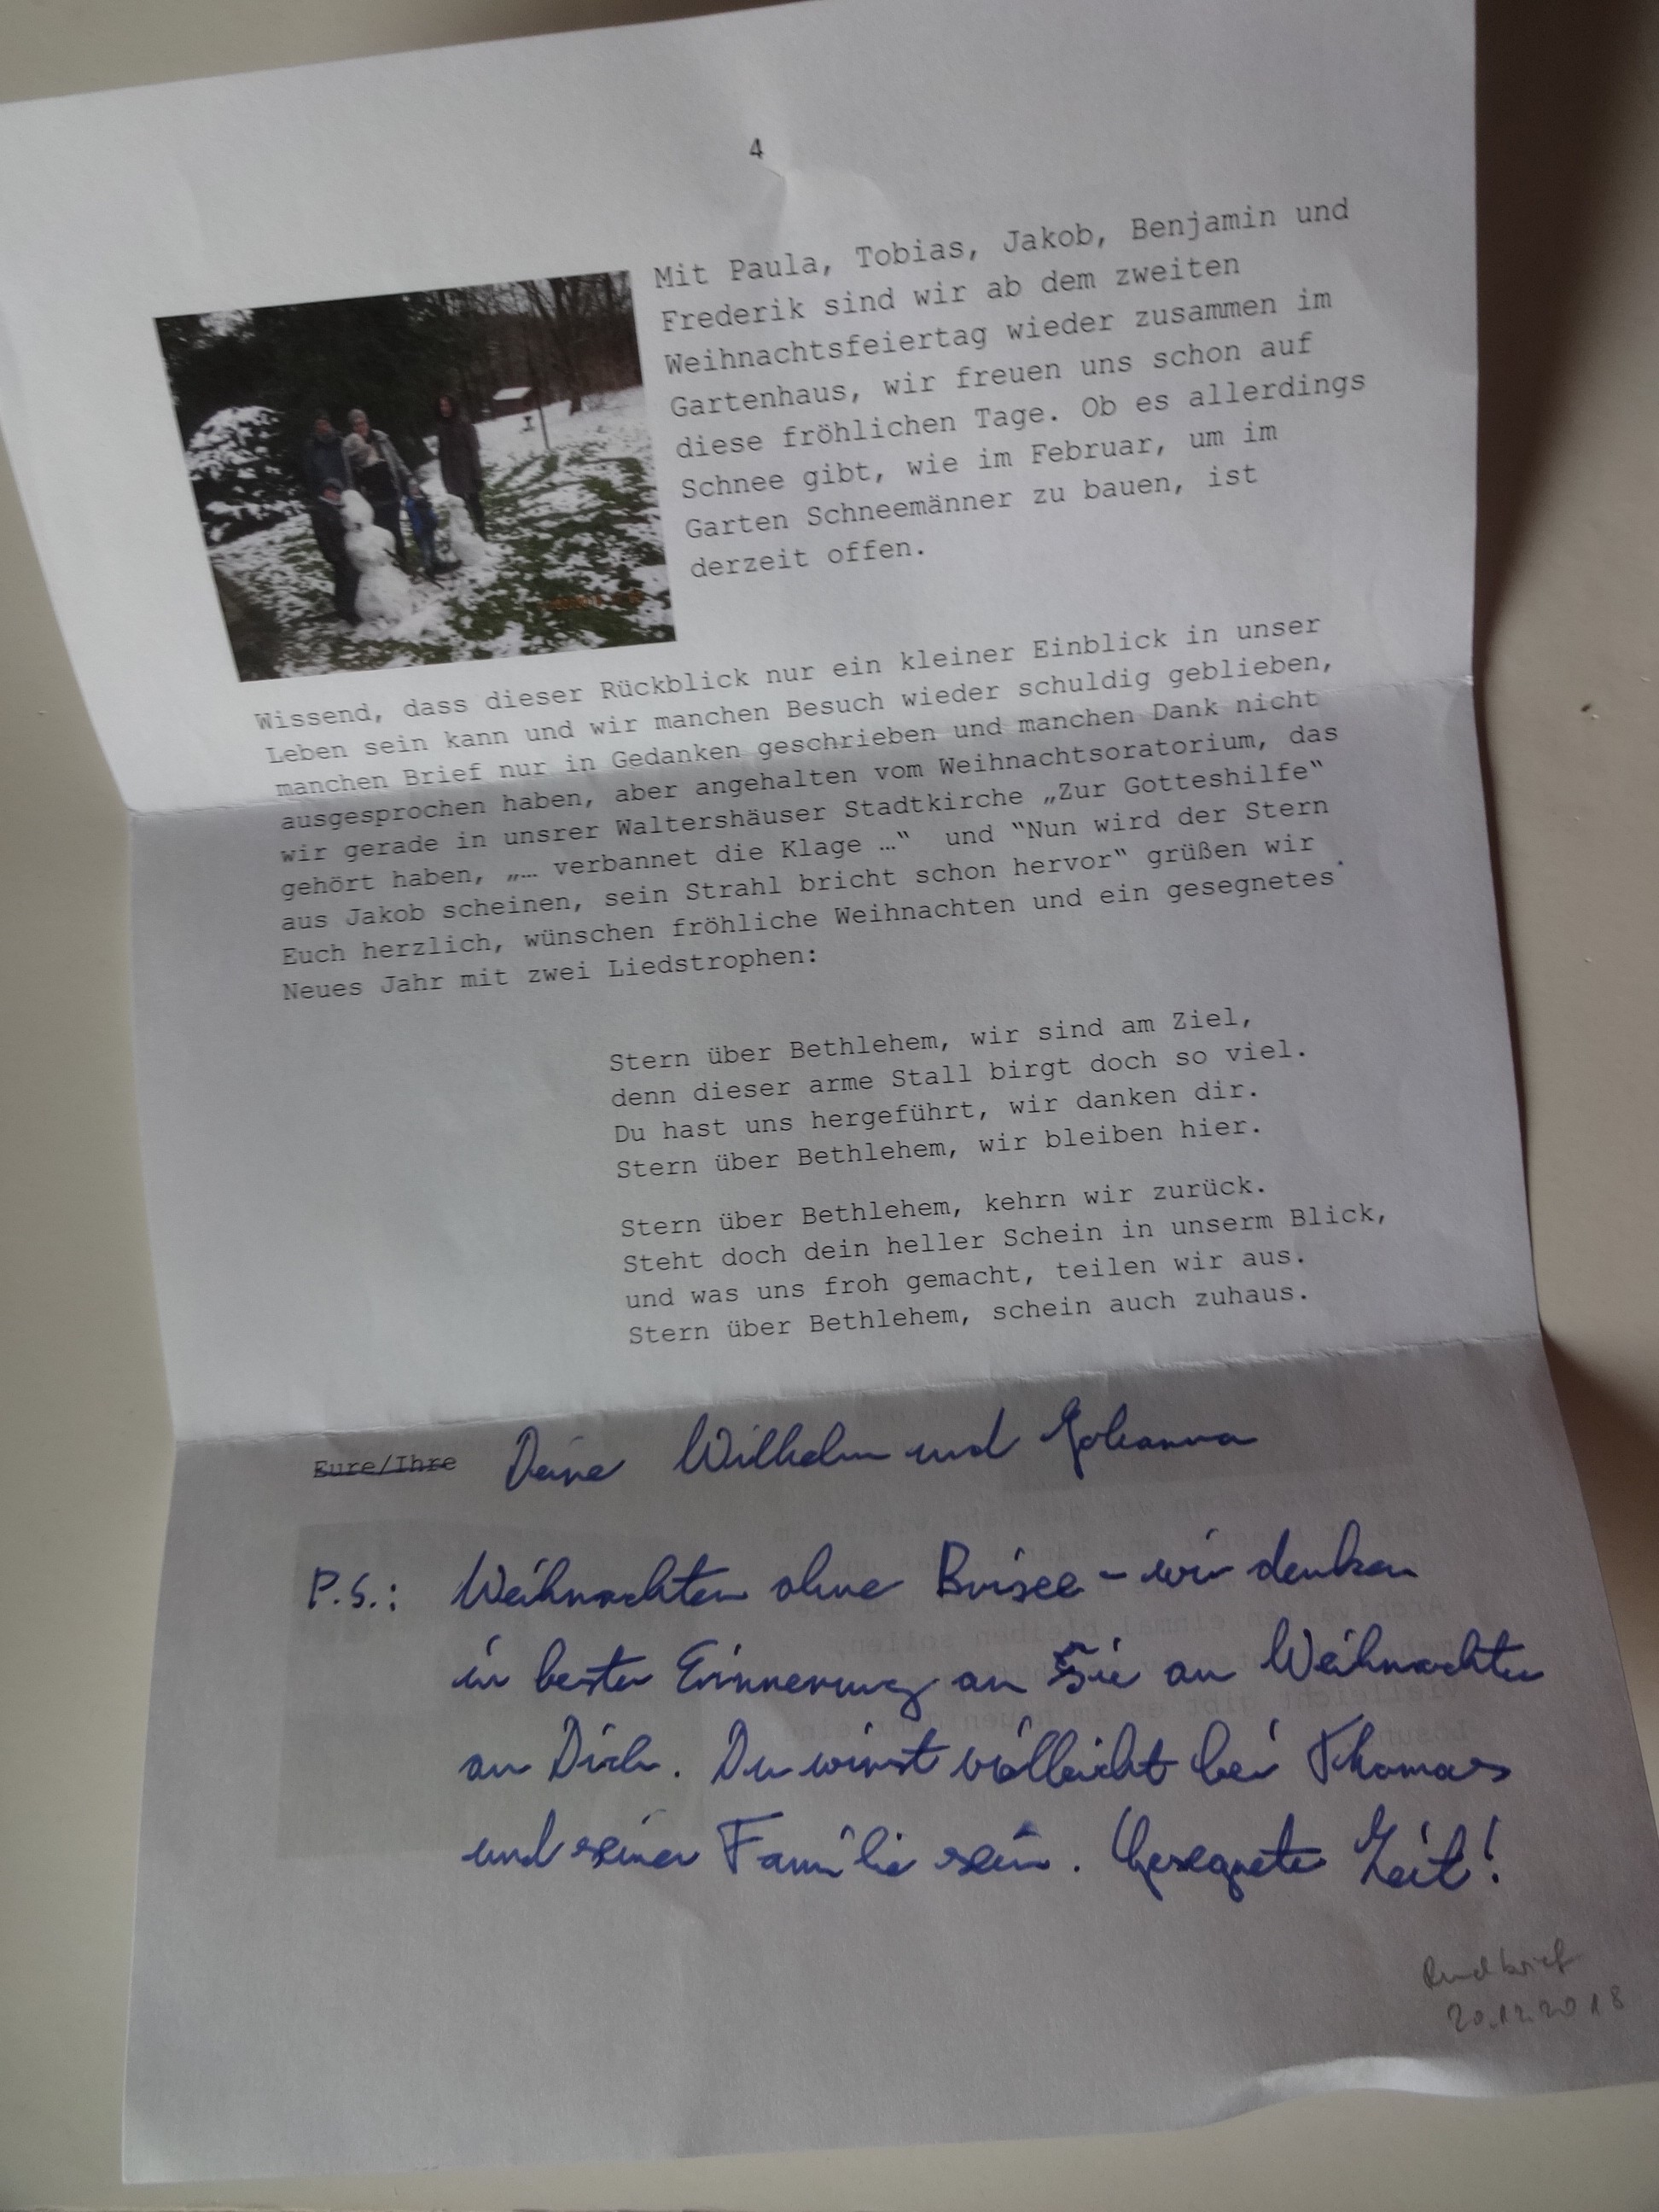 4
Mit Paula, Tobias, Jakob, Benjamin und
Frederik sind wir ab dem zweiten
Weihnachtsfeiertag wieder zusammen im
Gartenhaus, wir freuen uns schon auf
diese fröhlichen Tage. Ob es allerdings
Schnee gibt, wie im Februar, um im
Garten Schneemänner zu bauen, ist
derzeit offen.
Wissend, dass dieser Rückblick nur ein kleiner Einblick in unser
Leben sein kann und wir manchen Besuch wieder schuldig geblieben,
manchen Brief nur in Gedanken geschrieben und manchen Dank nicht
ausgesprochen haben, aber angehalten vom Weihnachtsoratorium, das
wir gerade in unsrer Waltershäuser Stadtkirche „Zur Gotteshilfe“
gehört haben, „… verbannet die Klage …“ und “Nun wird der Stern
aus Jakob scheinen, sein Strahl bricht schon hervor“ grüßen wir
Euch herzlich, wünschen fröhliche Weihnachten und ein gesegnetes
Neues Jahr mit zwei Liedstrophen:
Stern über Bethlehem, wir sind am Ziel,
denn dieser arme Stall birgt doch so viel.
Du hast uns hergeführt, wir danken dir.
Stern über Bethlehem, wir bleiben hier.
Stern über Bethlehem, kehrn wir zurück.
Steht doch dein heller Schein in unserm Blick,
und was uns froh gemacht, teilen wir aus.
Stern über Bethlehem, schein auch zuhaus.
Eure/Ihre Deine Wilhelm und Johanna
P.S.: Weihnachten ohne - wir denken
in bester Erinnerung an Sie an Weihnachten
an Dich. Du wirst vielleicht bei Thomas
und seiner Familie sein. Gesegnete Zeit!
Rundbrief
20.12.2018